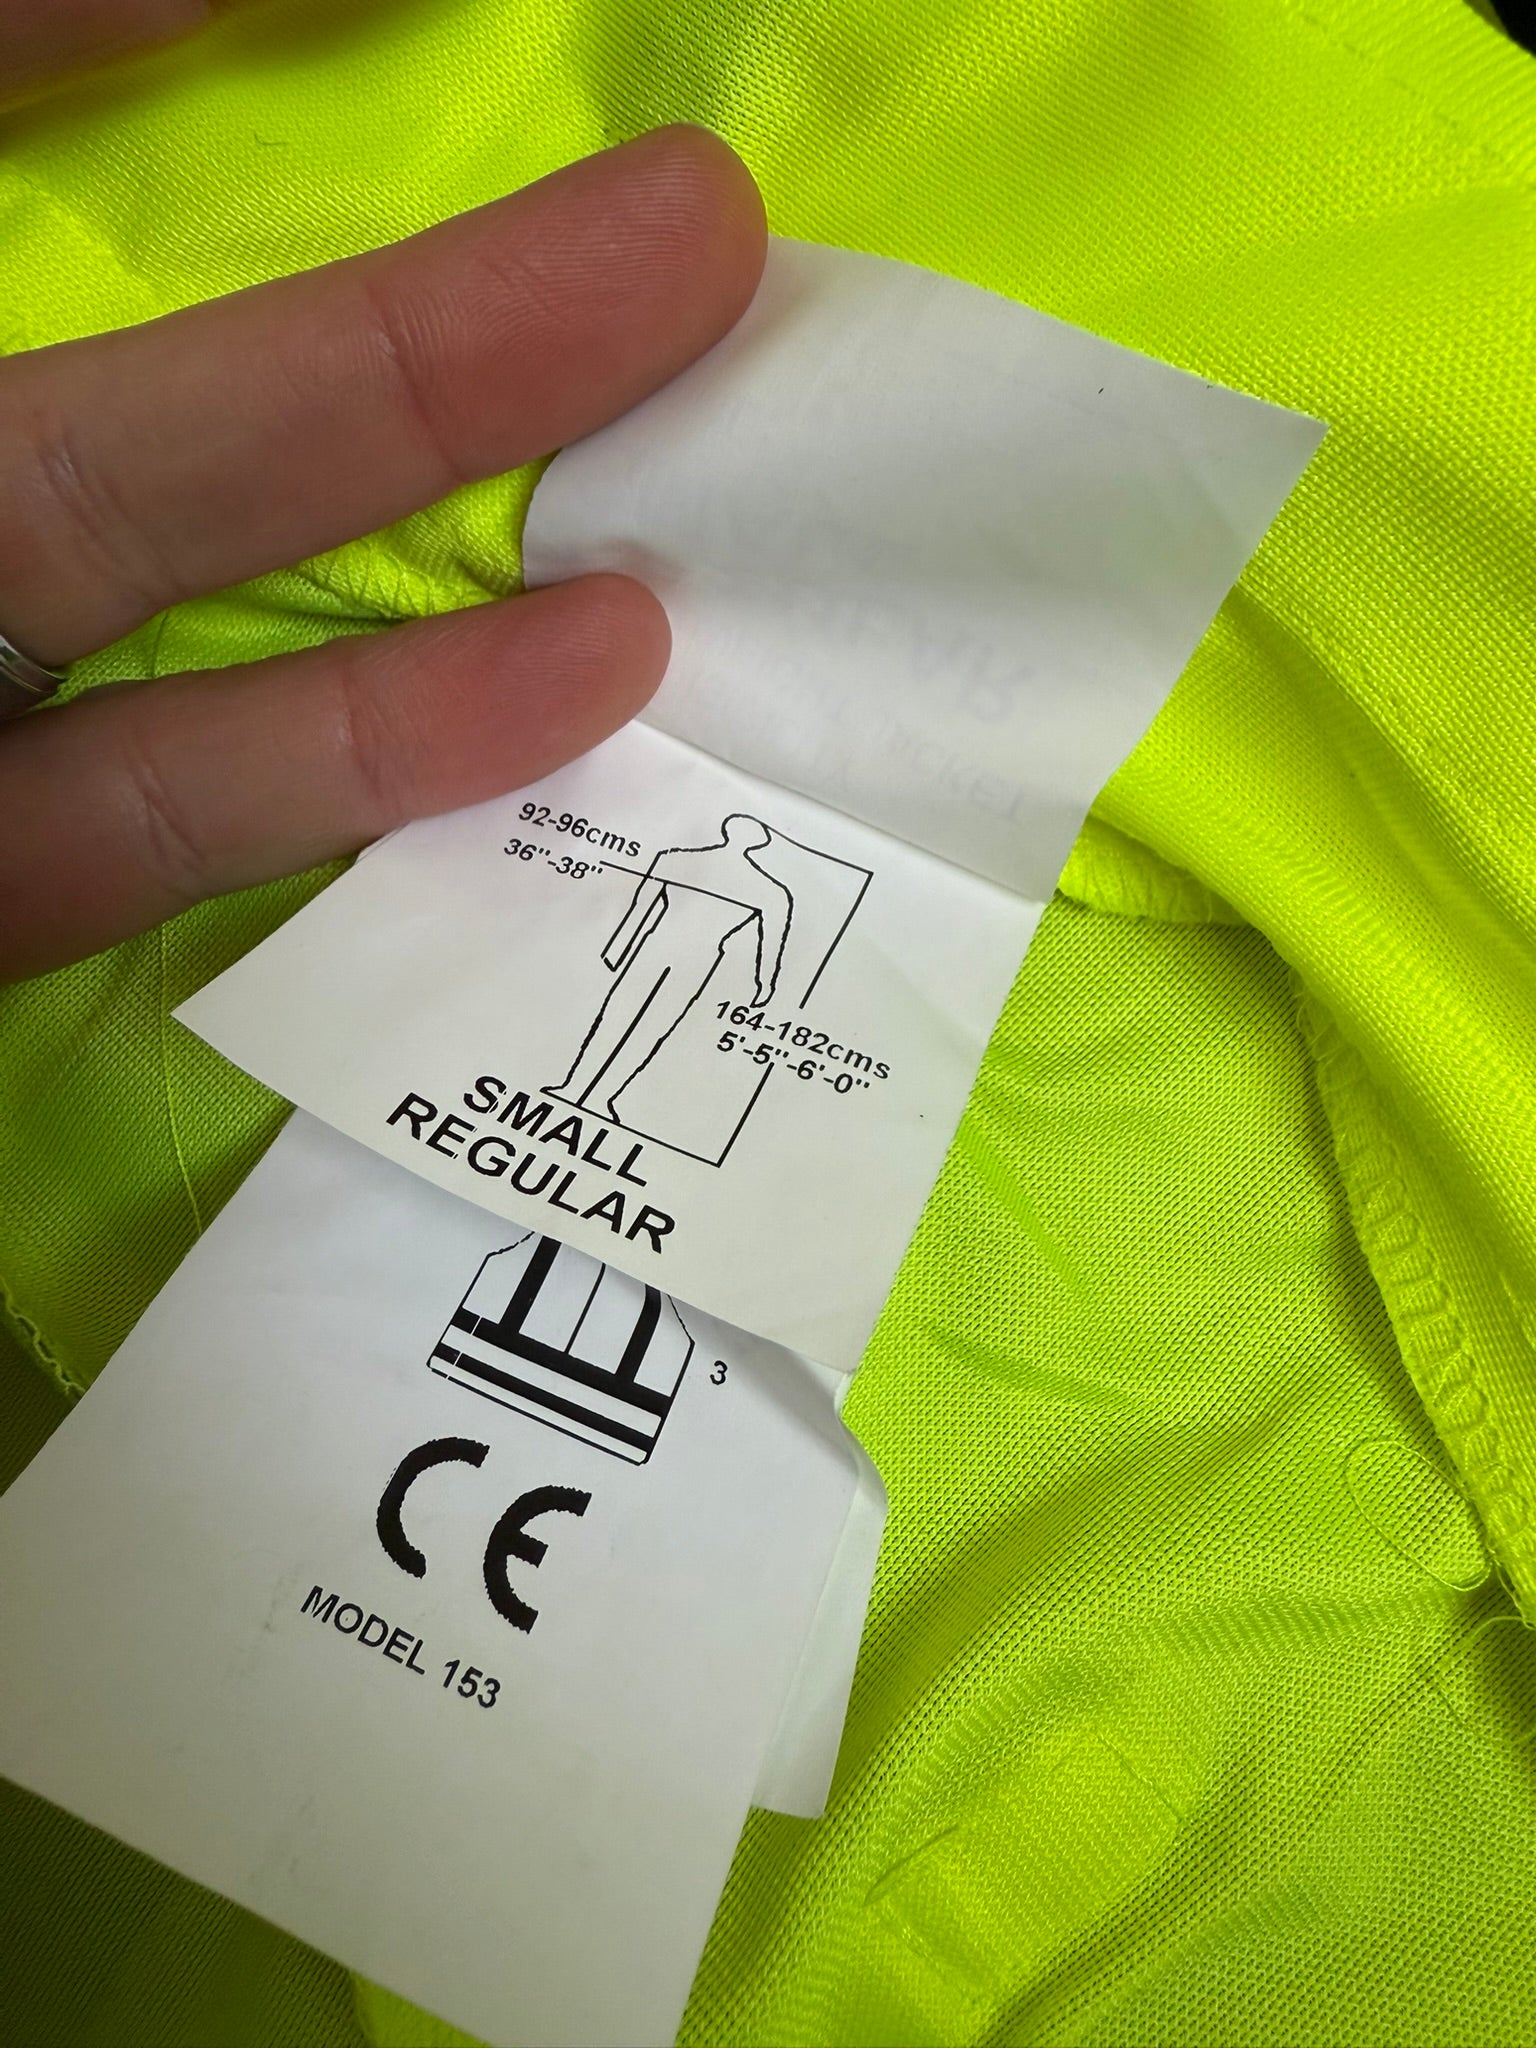 92-96cms
36"-38"
164-182cms
5'-5"-6'-0"
SMALL
REGULAR
3
CE
MODEL 153